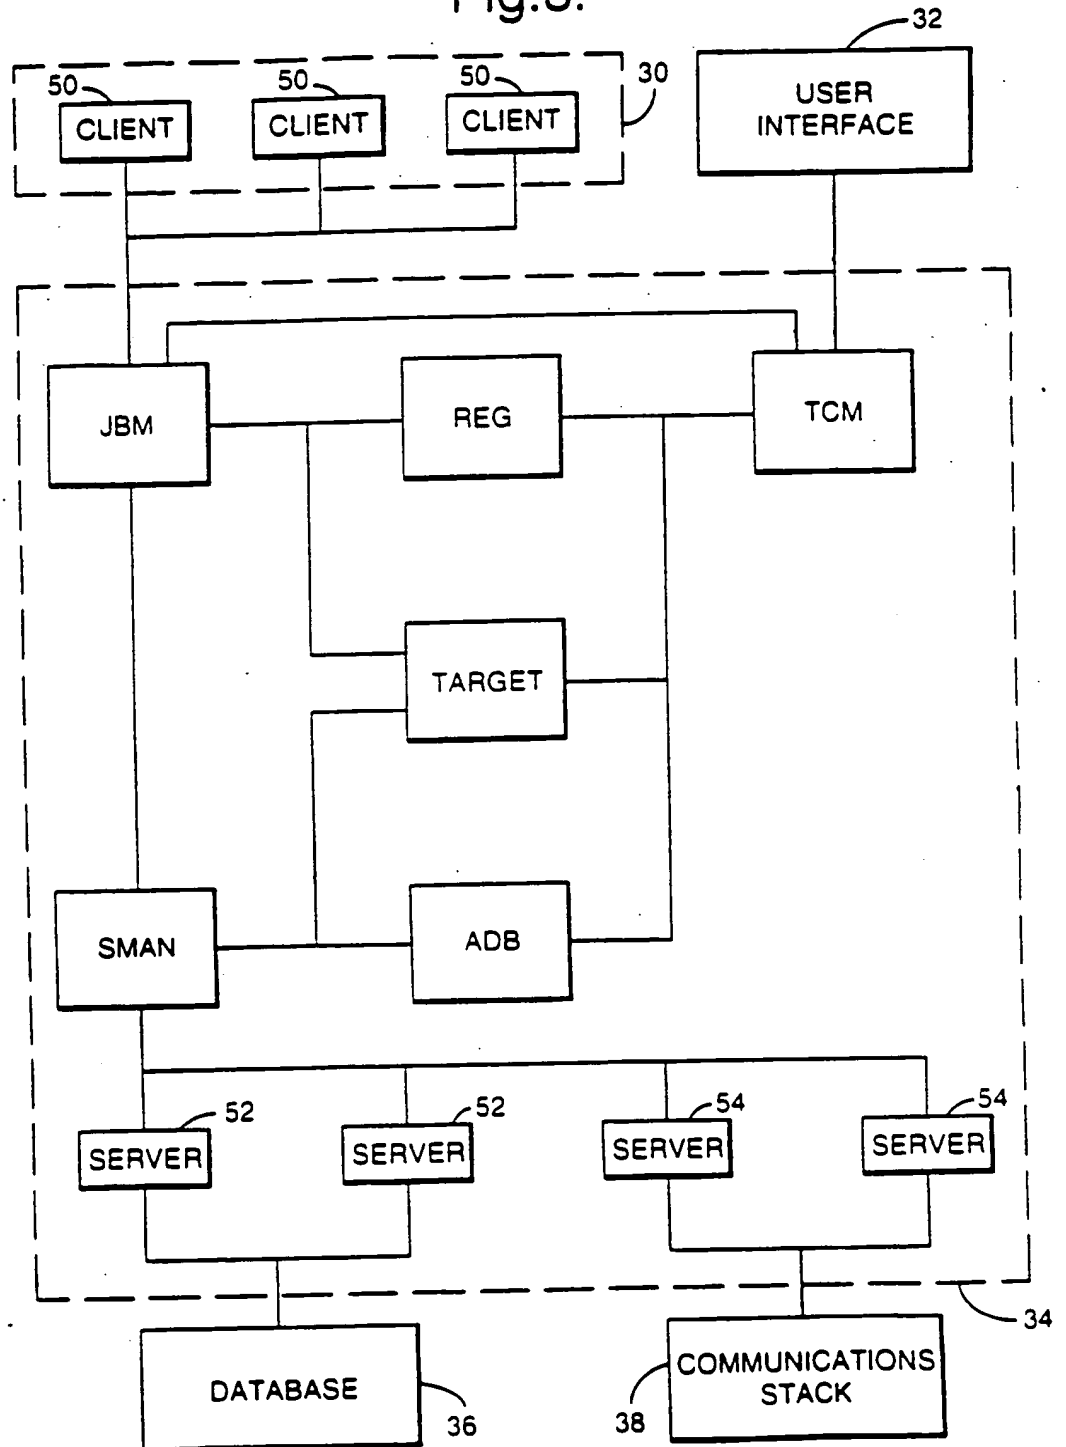 Fig.3.
32
50
50
50
30
CLIENT
CLIENT
CLIENT
USER
INTERFACE
JBM
REG
TCM
TARGET
SMAN
ADB
52
52
54
54
SERVER
SERVER
SERVER
SERVER
34
DATABASE
36
COMMUNICATIONS
STACK
38